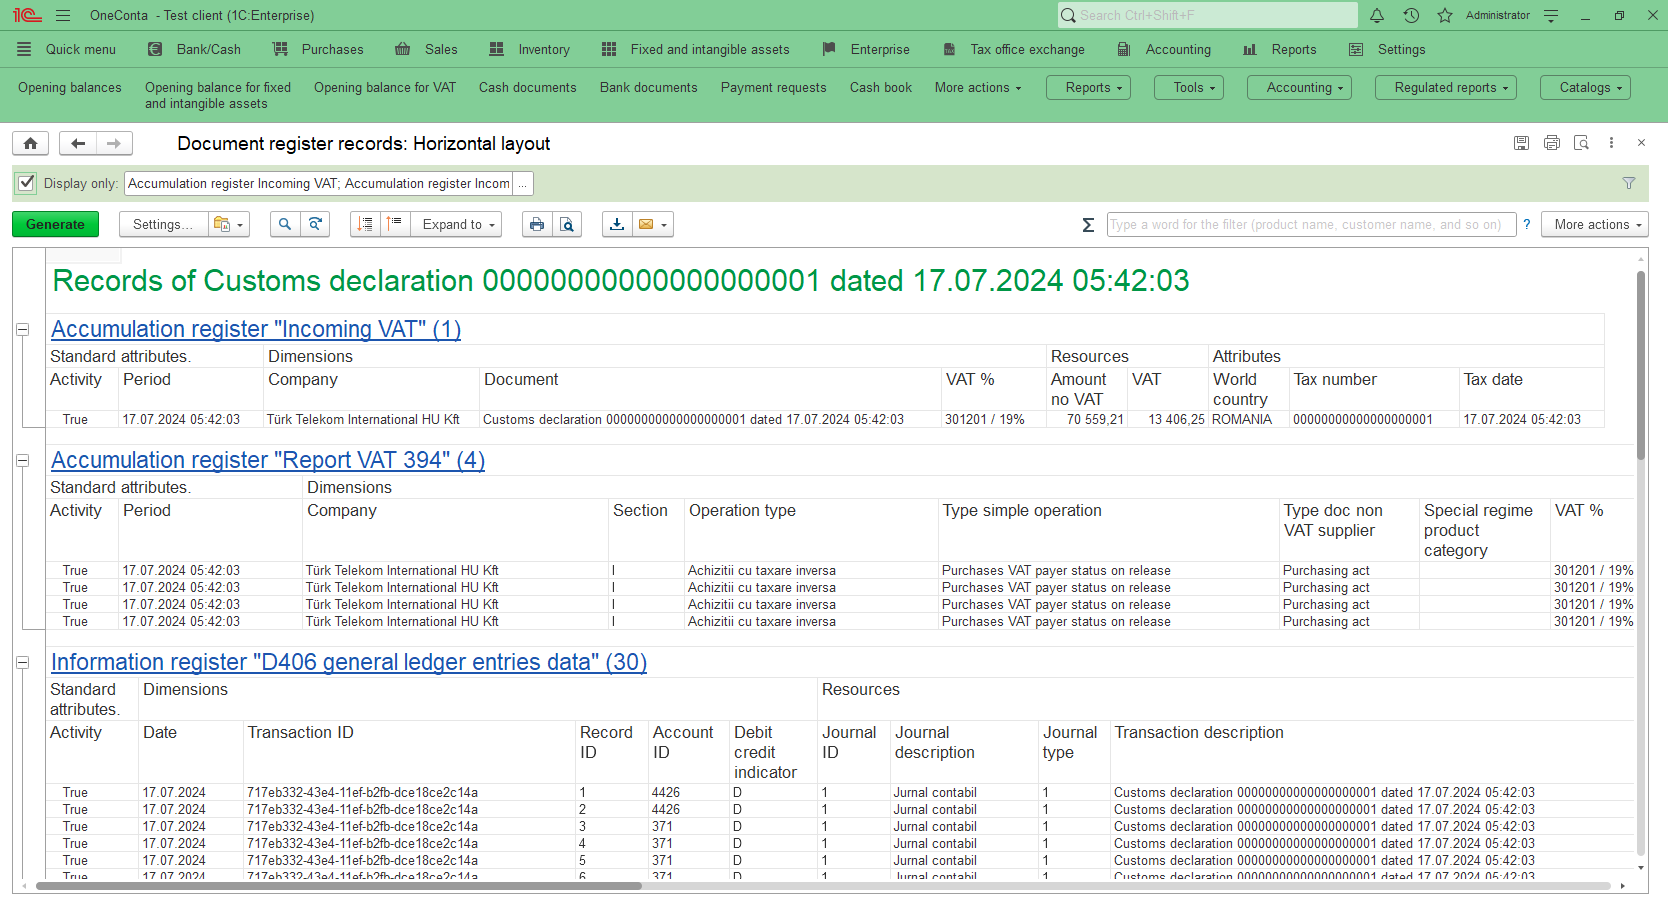 OneConta - Test client (1C:Enterprise)
Search Ctrl+Shift+F
Administrator
Quick menu Bank/Cash Purchases Sales Inventory Fixed and intangible assets Enterprise Tax office exchange Accounting Reports Settings
Opening balances Opening balance for fixed and intangible assets Opening balance for VAT Cash documents Bank documents Payment requests Cash book More actions Reports Tools Accounting Regulated reports Catalogs
Document register records: Horizontal layout
Display only: Accumulation register Incoming VAT; Accumulation register Incom ...
Generate Settings... Expand to Σ Type a word for the filter (product name, customer name, and so on) ? More actions
Records of Customs declaration 00000000000000000001 dated 17.07.2024 05:42:03
Accumulation register "Incoming VAT" (1)
Standard attributes. Dimensions Resources Attributes
Activity Period Company Document VAT % Amount no VAT VAT World country Tax number Tax date
True 17.07.2024 05:42:03 Türk Telekom International HU Kft Customs declaration 00000000000000000001 dated 17.07.2024 05:42:03 301201 / 19% 70 559,21 13 406,25 ROMANIA 00000000000000000001 17.07.2024 05:42:03
Accumulation register "Report VAT 394" (4)
Standard attributes. Dimensions
Activity Period Company Section Operation type Type simple operation Type doc non VAT supplier Special regime product category VAT %
True 17.07.2024 05:42:03 Türk Telekom International HU Kft I Achizitii cu taxare inversa Purchases VAT payer status on release Purchasing act 301201 / 19%
True 17.07.2024 05:42:03 Türk Telekom International HU Kft I Achizitii cu taxare inversa Purchases VAT payer status on release Purchasing act 301201 / 19%
True 17.07.2024 05:42:03 Türk Telekom International HU Kft I Achizitii cu taxare inversa Purchases VAT payer status on release Purchasing act 301201 / 19%
True 17.07.2024 05:42:03 Türk Telekom International HU Kft I Achizitii cu taxare inversa Purchases VAT payer status on release Purchasing act 301201 / 19%
Information register "D406 general ledger entries data" (30)
Standard attributes. Dimensions Resources
Activity Date Transaction ID Record ID Account ID Debit credit indicator Journal ID Journal description Journal type Transaction description
True 17.07.2024 717eb332-43e4-11ef-b2fb-dce18ce2c14a 1 4426 D 1 Jurnal contabil 1 Customs declaration 00000000000000000001 dated 17.07.2024 05:42:03
True 17.07.2024 717eb332-43e4-11ef-b2fb-dce18ce2c14a 2 4426 D 1 Jurnal contabil 1 Customs declaration 00000000000000000001 dated 17.07.2024 05:42:03
True 17.07.2024 717eb332-43e4-11ef-b2fb-dce18ce2c14a 3 371 D 1 Jurnal contabil 1 Customs declaration 00000000000000000001 dated 17.07.2024 05:42:03
True 17.07.2024 717eb332-43e4-11ef-b2fb-dce18ce2c14a 4 371 D 1 Jurnal contabil 1 Customs declaration 00000000000000000001 dated 17.07.2024 05:42:03
True 17.07.2024 717eb332-43e4-11ef-b2fb-dce18ce2c14a 5 371 D 1 Jurnal contabil 1 Customs declaration 00000000000000000001 dated 17.07.2024 05:42:03
True 17.07.2024 717eb332-43e4-11ef-b2fb-dce18ce2c14a 6 371 D 1 Jurnal contabil 1 Customs declaration 00000000000000000001 dated 17.07.2024 05:42:03